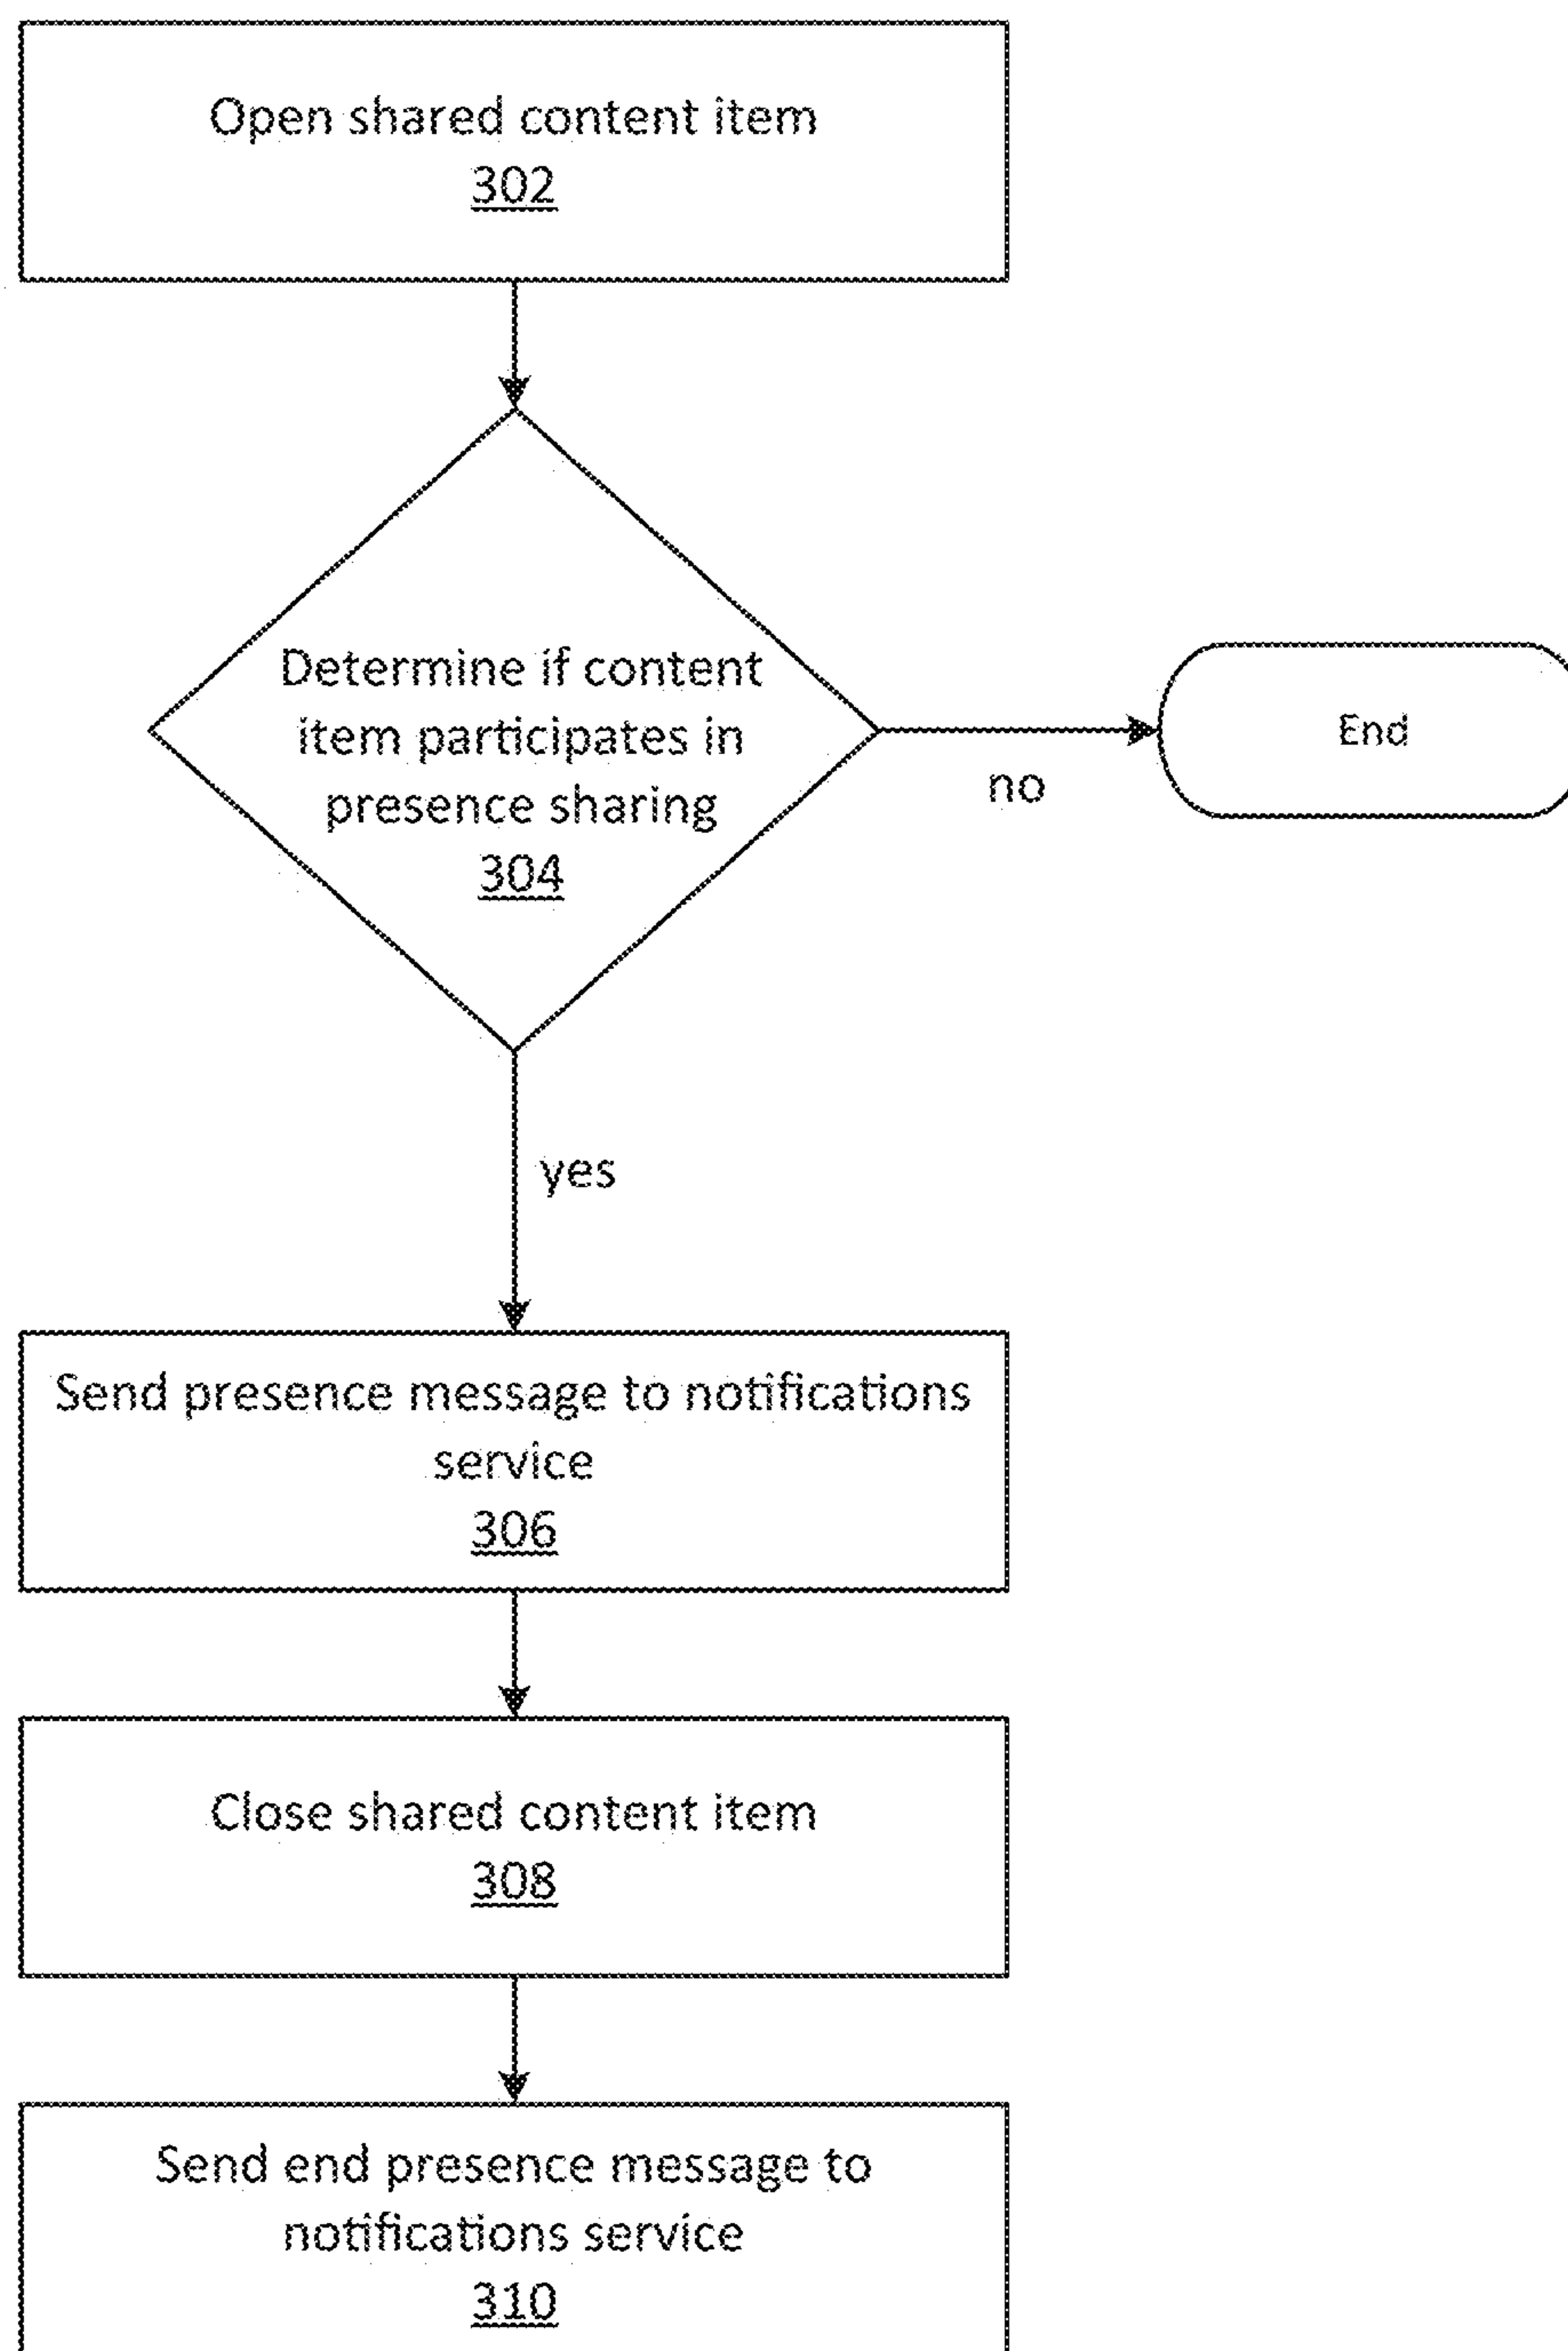 Open shared content item
302
Determine if content
item participates in
presence sharing
304
no
End
yes
Send presence message to notifications
service
306
Close shared content item
308
Send end presence message to
notifications service
310